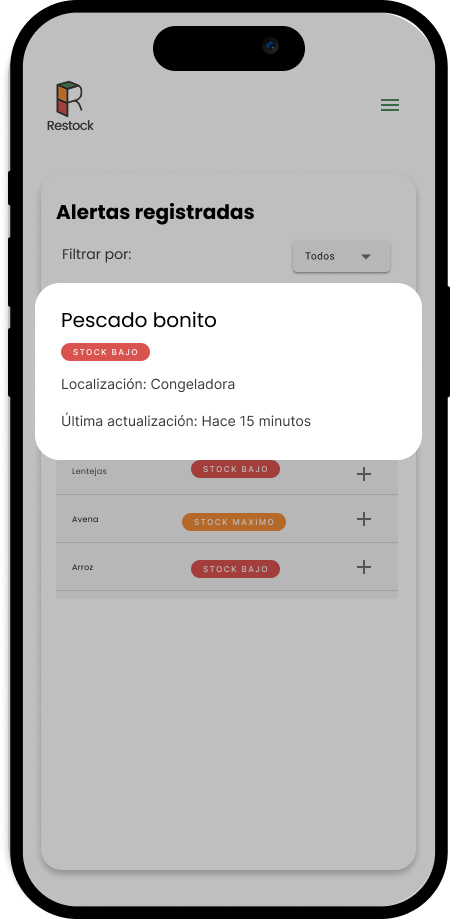 Restock
Alertas registradas
Filtrar por:
Todos
Pescado bonito
STOCK BAJO
Localización: Congeladora
Última actualización: Hace 15 minutos
Lentejas STOCK BAJO
Avena STOCK MAXIMO
Arroz STOCK BAJO